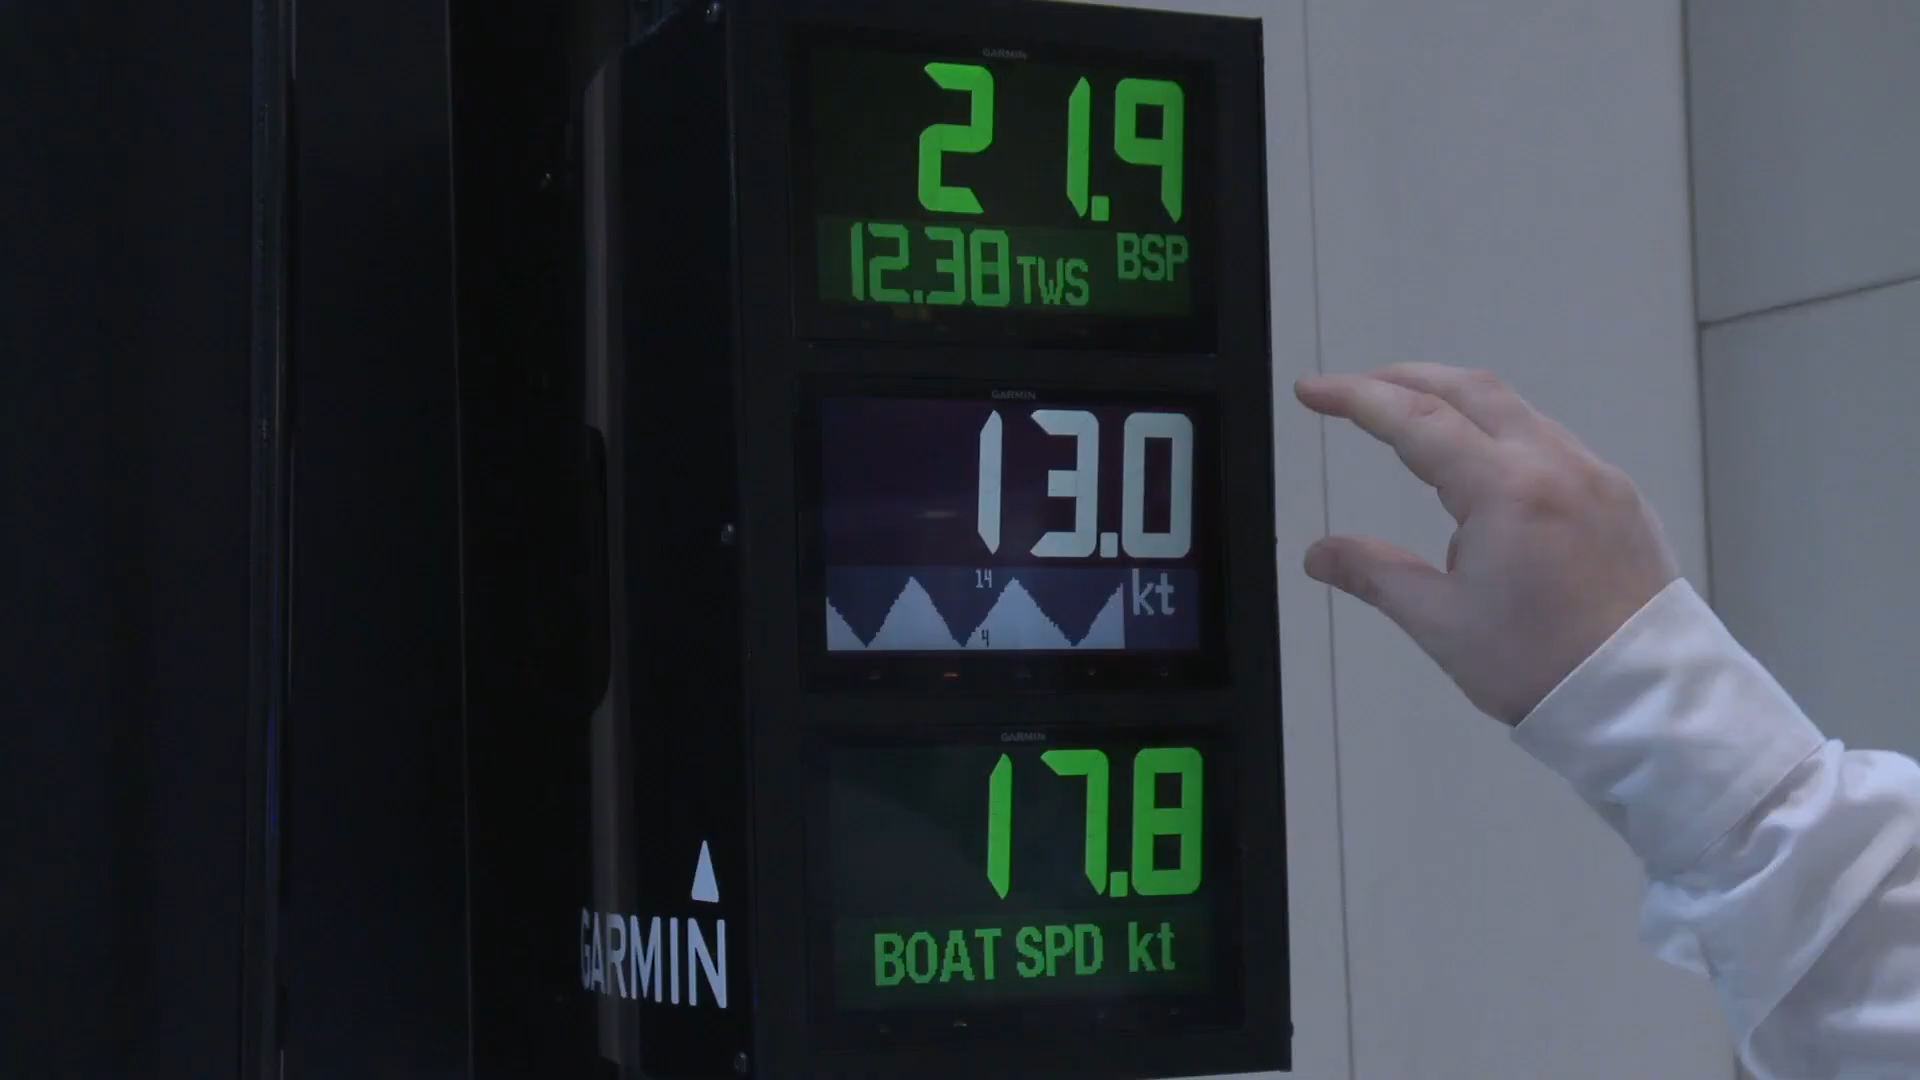 GARMIN
21.9
12.38 TWS BSP
GARMIN
13.0
14
kt
4
GARMIN
17.8
BOAT SPD kt
GARMIN